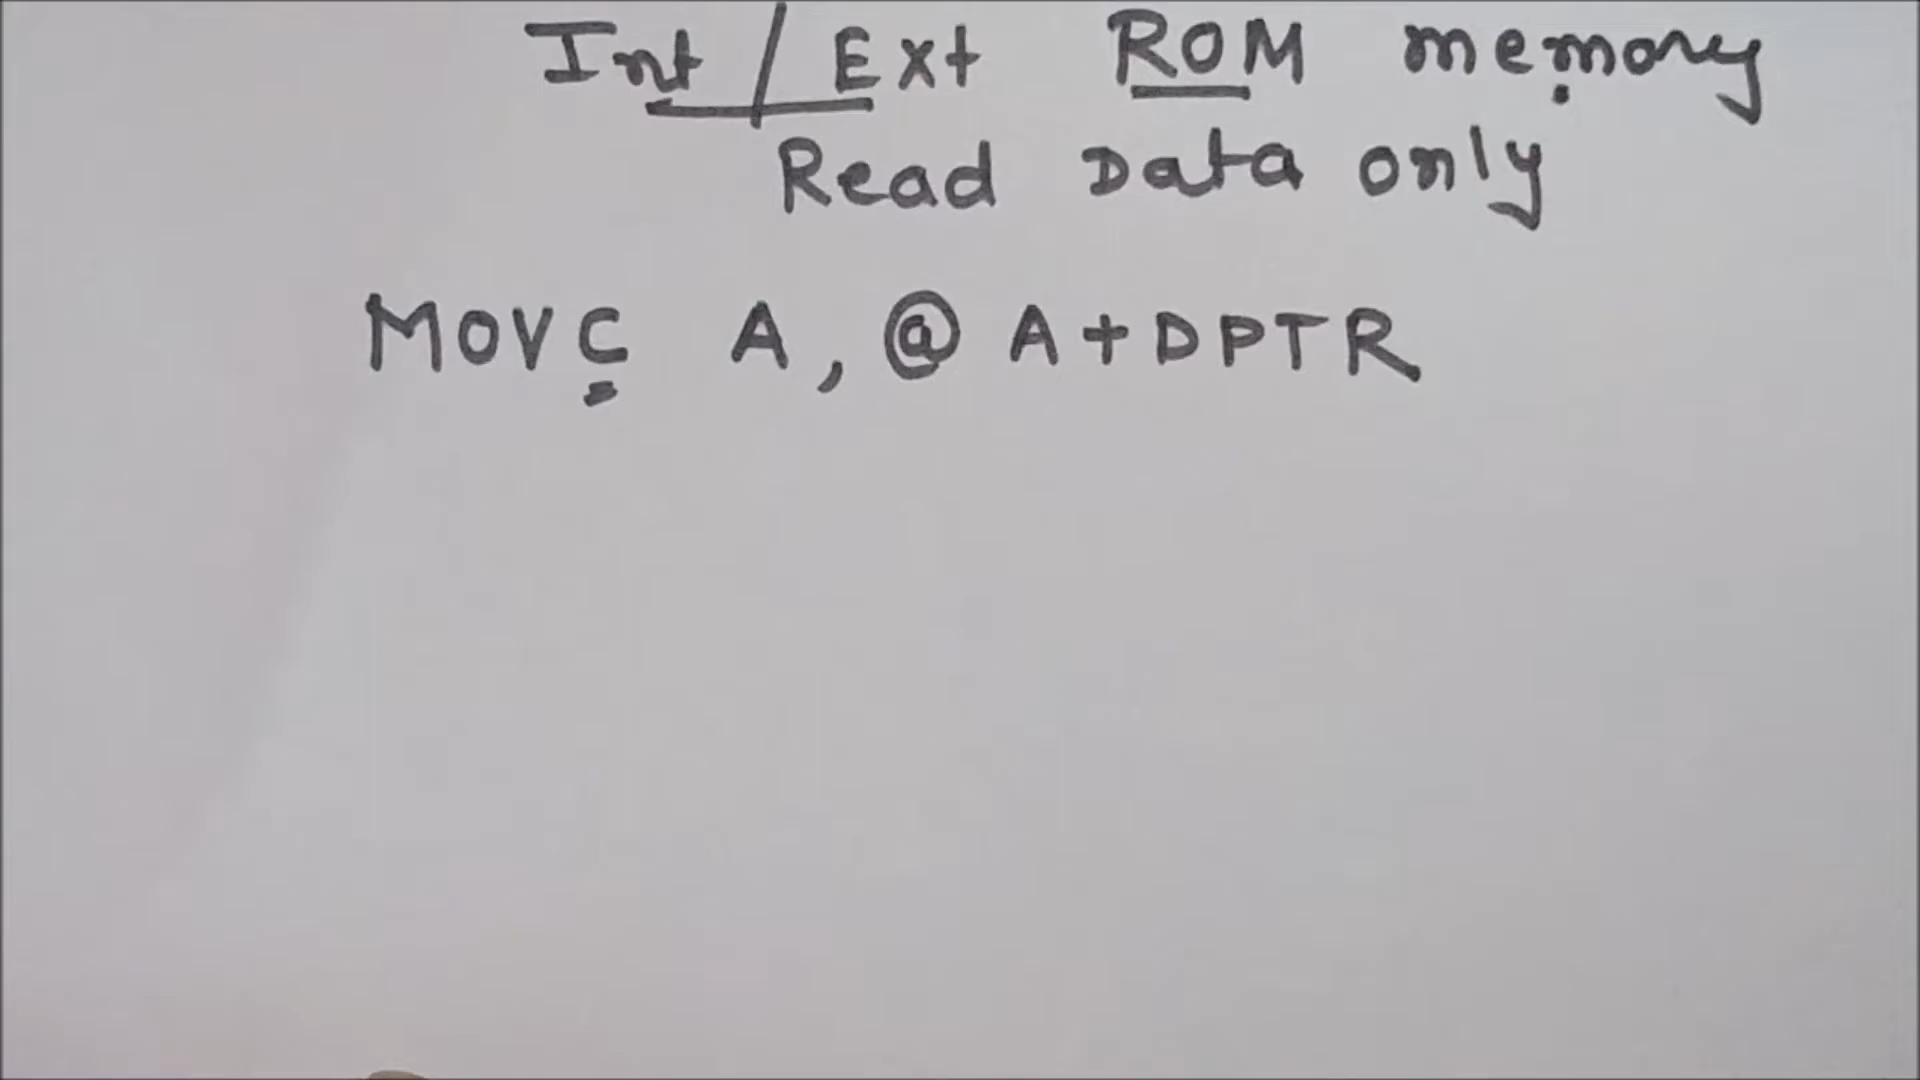 Int / Ext ROM memory
Read Data only
MOVC A, @ A+DPTR